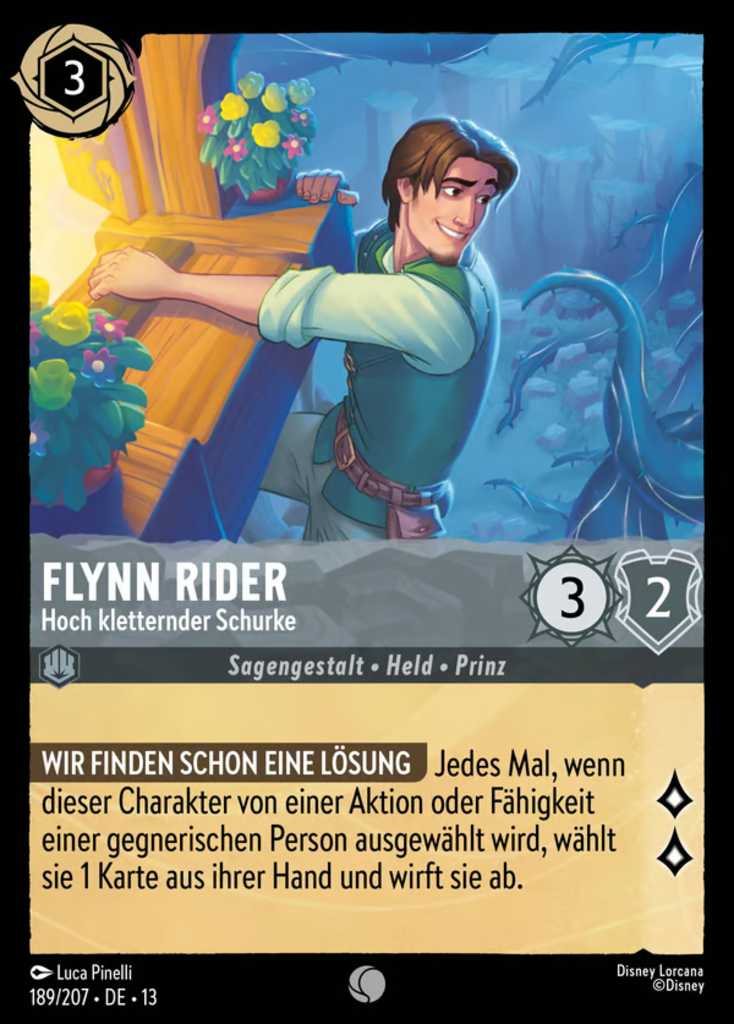 3
FLYNN RIDER
Hoch kletternder Schurke
3
2
Sagengestalt • Held • Prinz
WIR FINDEN SCHON EINE LÖSUNG Jedes Mal, wenn
dieser Charakter von einer Aktion oder Fähigkeit
einer gegnerischen Person ausgewählt wird, wählt
sie 1 Karte aus ihrer Hand und wirft sie ab.
Luca Pinelli
189/207 • DE • 13
Disney Lorcana
©Disney